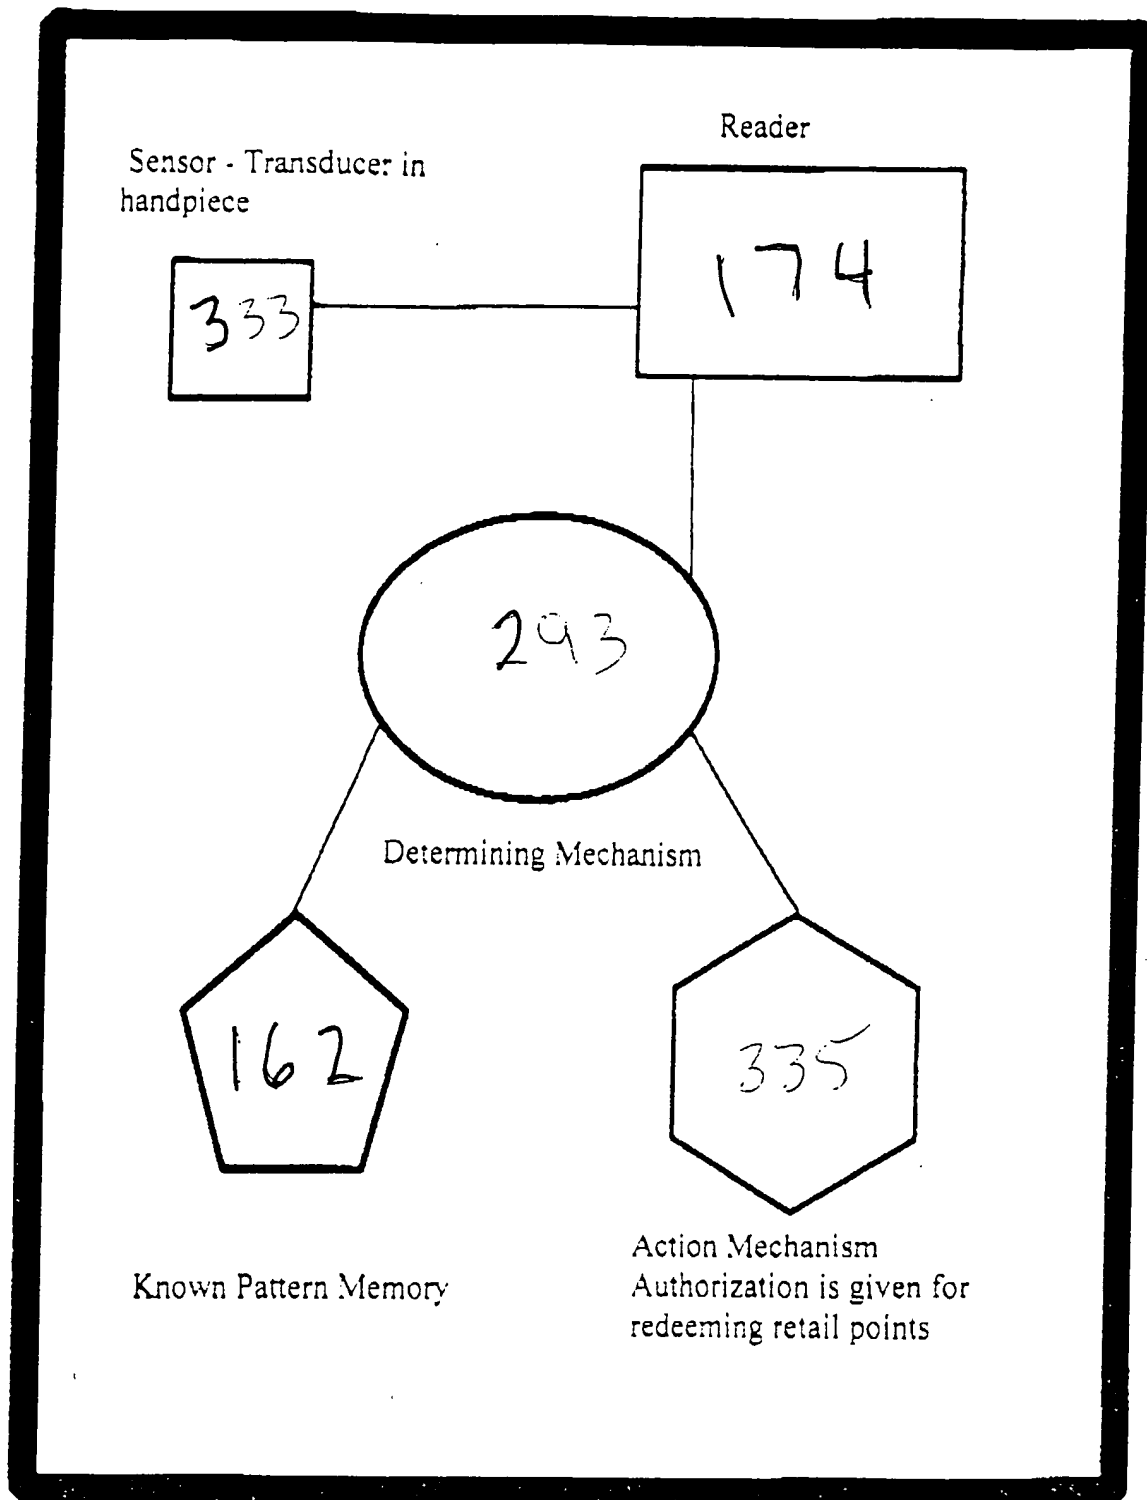 Reader
Sensor - Transducer in
handpiece
174
333
293
Determining Mechanism
162
335
Known Pattern Memory
Action Mechanism
Authorization is given for
redeeming retail points